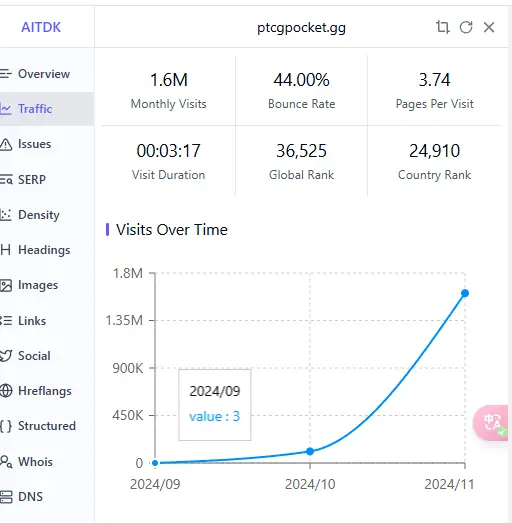 AITDK
ptcgpocket.gg
Overview
Traffic
Issues
SERP
Density
Headings
Images
Links
Social
Hreflangs
Structured
Whois
DNS
1.6M
Monthly Visits
44.00%
Bounce Rate
3.74
Pages Per Visit
00:03:17
Visit Duration
36,525
Global Rank
24,910
Country Rank
Visits Over Time
1.8M
1.35M
900K
450K
0
2024/09
value : 3
2024/09
2024/10
2024/11